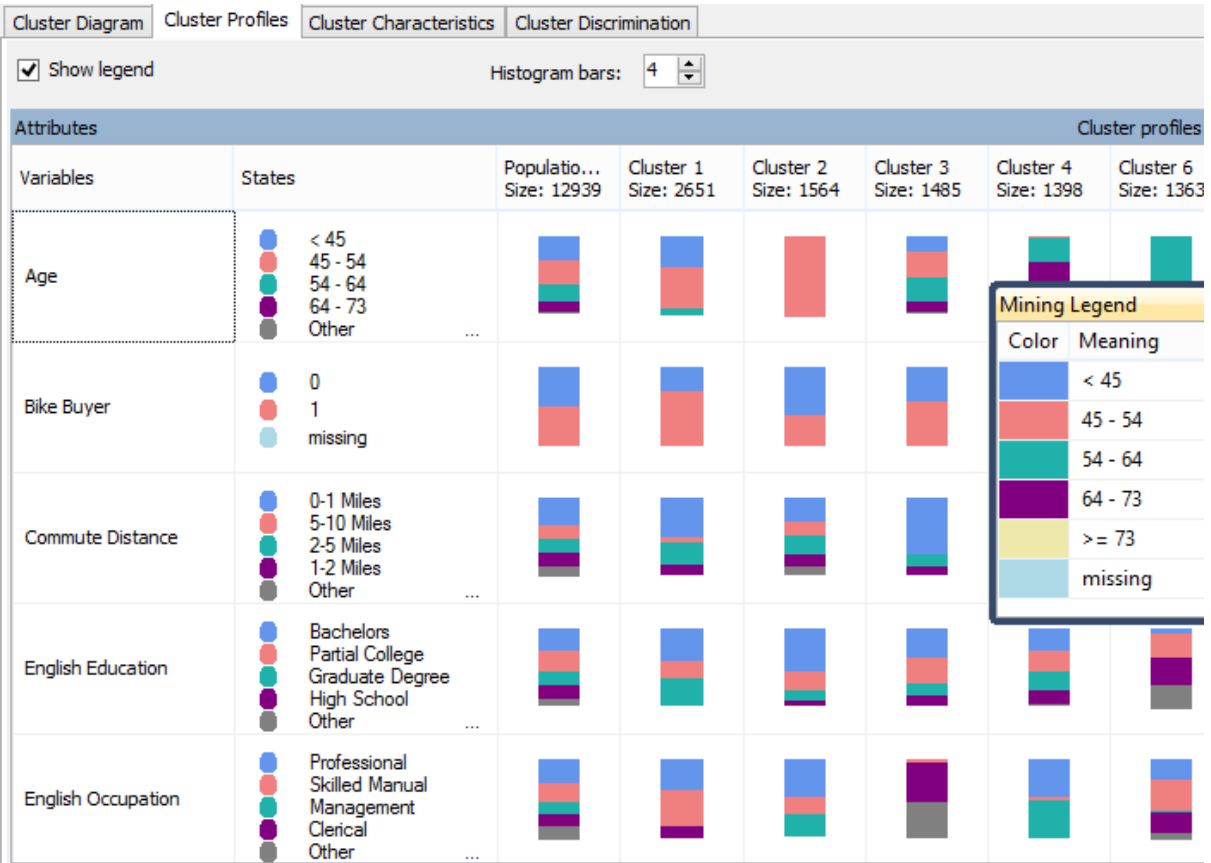 Cluster Diagram Cluster Profiles Cluster Characteristics Cluster Discrimination
Show legend Histogram bars: 4
Attributes Cluster profiles
Variables States Populatio... Cluster 1 Cluster 2 Cluster 3 Cluster 4 Cluster 6
Size: 12939 Size: 2651 Size: 1564 Size: 1485 Size: 1398 Size: 1363
Age
< 45
45 - 54
54 - 64
64 - 73
Other ...
Mining Legend
Color Meaning
< 45
45 - 54
54 - 64
64 - 73
>= 73
missing
Bike Buyer
0
1
missing
Commute Distance
0-1 Miles
5-10 Miles
2-5 Miles
1-2 Miles
Other ...
English Education
Bachelors
Partial College
Graduate Degree
High School
Other ...
English Occupation
Professional
Skilled Manual
Management
Clerical
Other ...